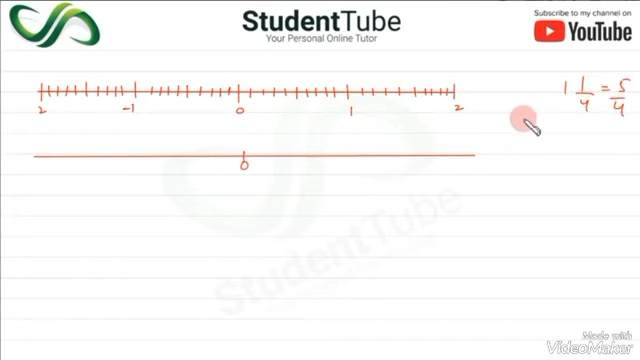 StudentTube
Your Personal Online Tutor
Subscribe to my channel on
YouTube
2 -1 0 1 2
1 1/4 = 5/4
0
StudentTube
Made with
VideoMaker